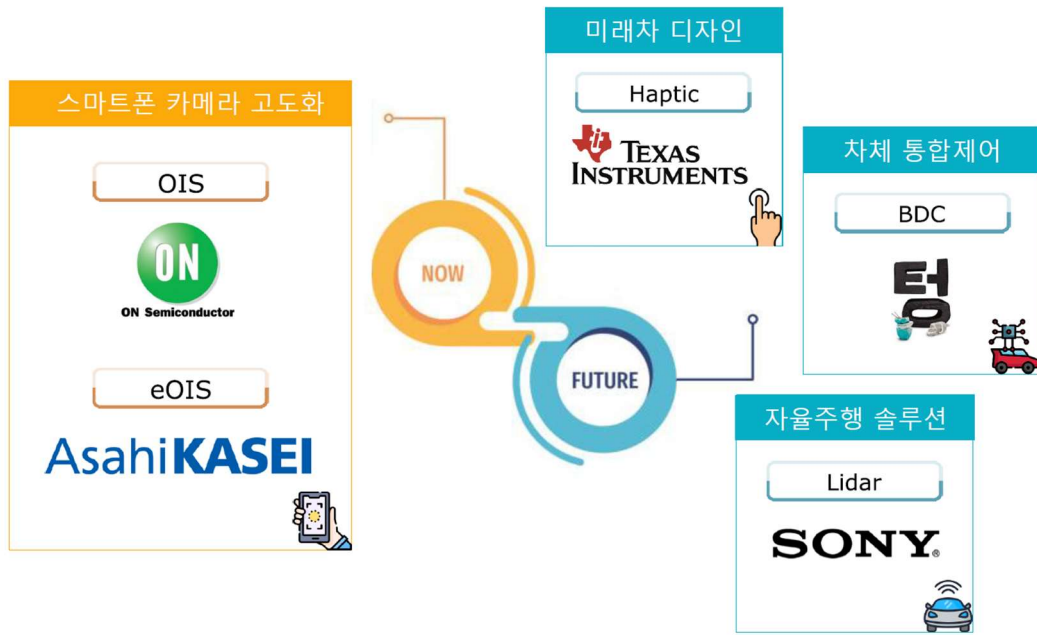 스마트폰 카메라 고도화
OIS
ON
ON Semiconductor
eOIS
AsahiKASEI
NOW
FUTURE
미래차 디자인
Haptic
TEXAS
INSTRUMENTS
차체 통합제어
BDC
텅
자율주행 솔루션
Lidar
SONY®